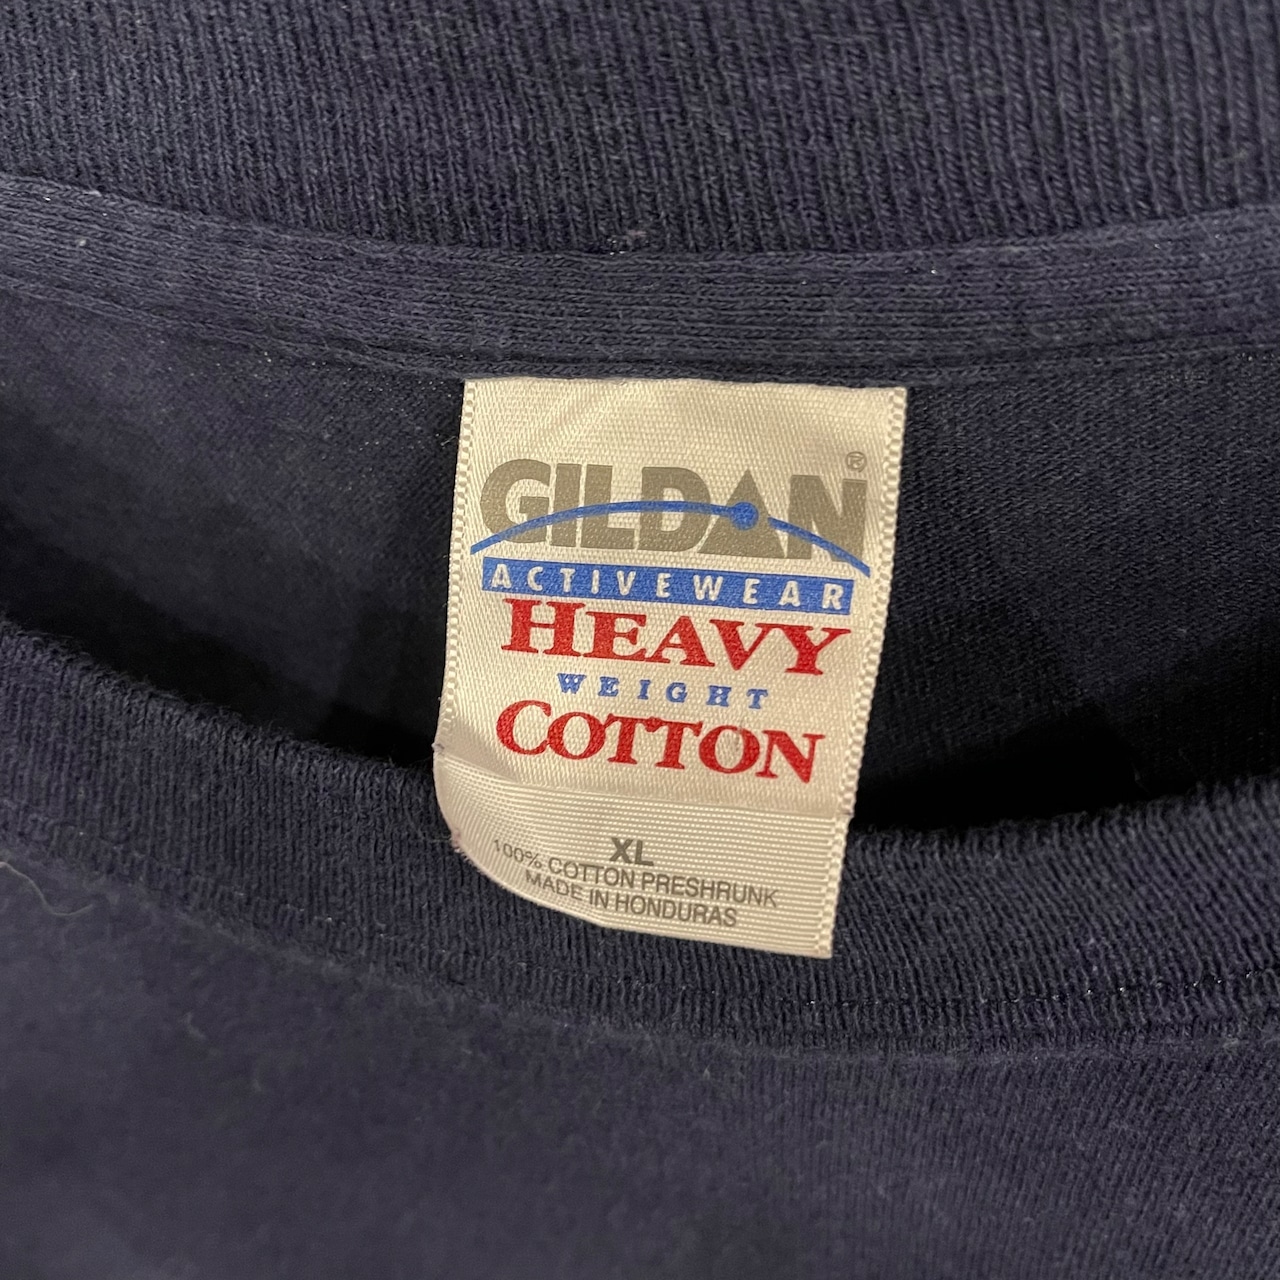 GILDAN®
ACTIVEWEAR
HEAVY
WEIGHT
COTTON
XL
100% COTTON PRESHRUNK
MADE IN HONDURAS